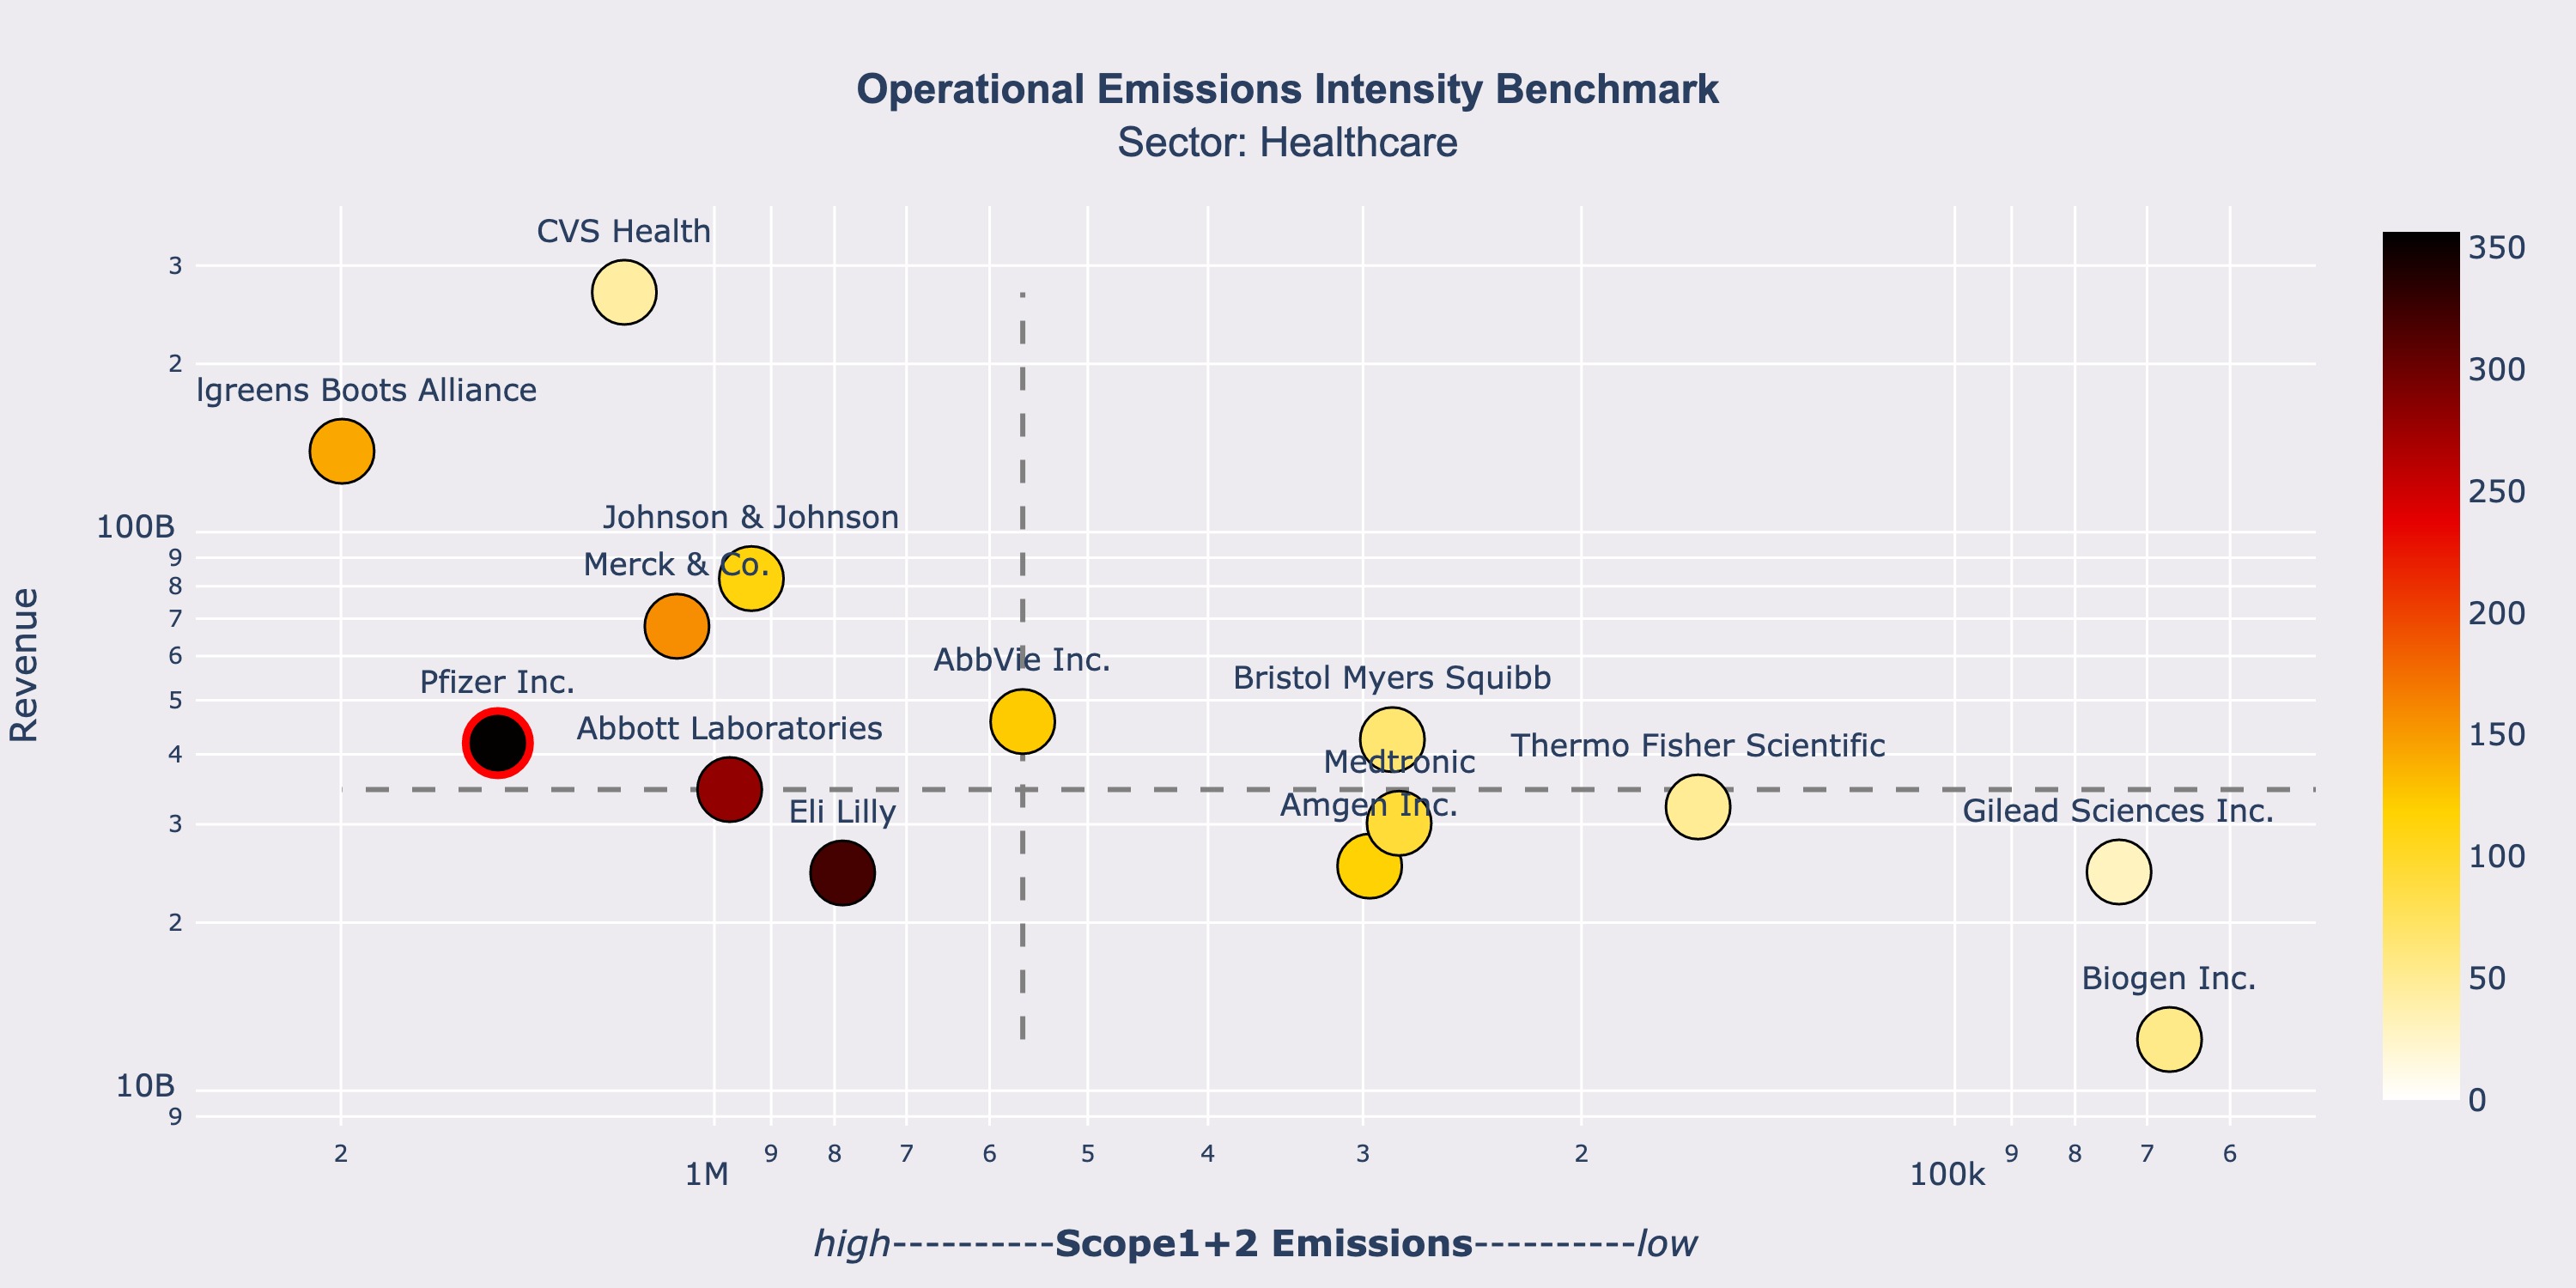 Operational Emissions Intensity Benchmark
Sector: Healthcare
CVS Health
lgreens Boots Alliance
Johnson & Johnson
Merck & Co.
AbbVie Inc.
Bristol Myers Squibb
Pfizer Inc.
Abbott Laboratories
Thermo Fisher Scientific
Medtronic
Amgen Inc.
Eli Lilly
Gilead Sciences Inc.
Biogen Inc.
Revenue
3
2
100B
9
8
7
6
5
4
3
2
10B
9
2
1M
9
8
7
6
5
4
3
2
100k
9
8
7
6
high----------Scope1+2 Emissions----------low
350
300
250
200
150
100
50
0